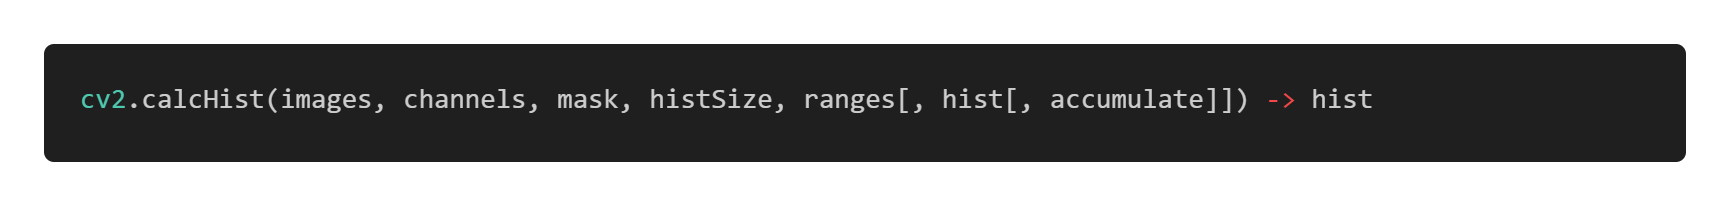 cv2.calcHist(images, channels, mask, histSize, ranges[, hist[, accumulate]]) -> hist